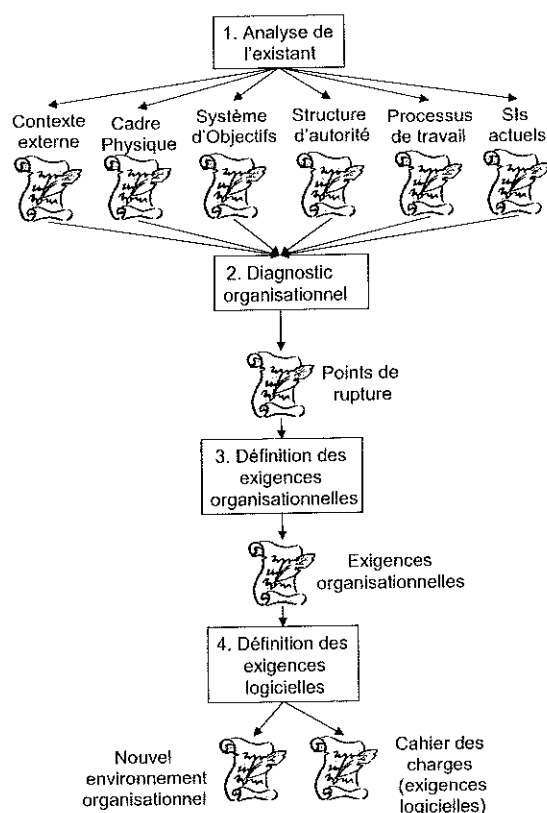 1. Analyse de
l'existant
Contexte
externe
Cadre
Physique
Système
d'Objectifs
Structure
d'autorité
Processus
de travail
SIs
actuels
2. Diagnostic
organisationnel
Points de
rupture
3. Définition des
exigences
organisationnelles
Exigences
organisationnelles
4. Définition des
exigences
logicielles
Nouvel
environnement
organisationnel
Cahier des
charges
(exigences
logicielles)